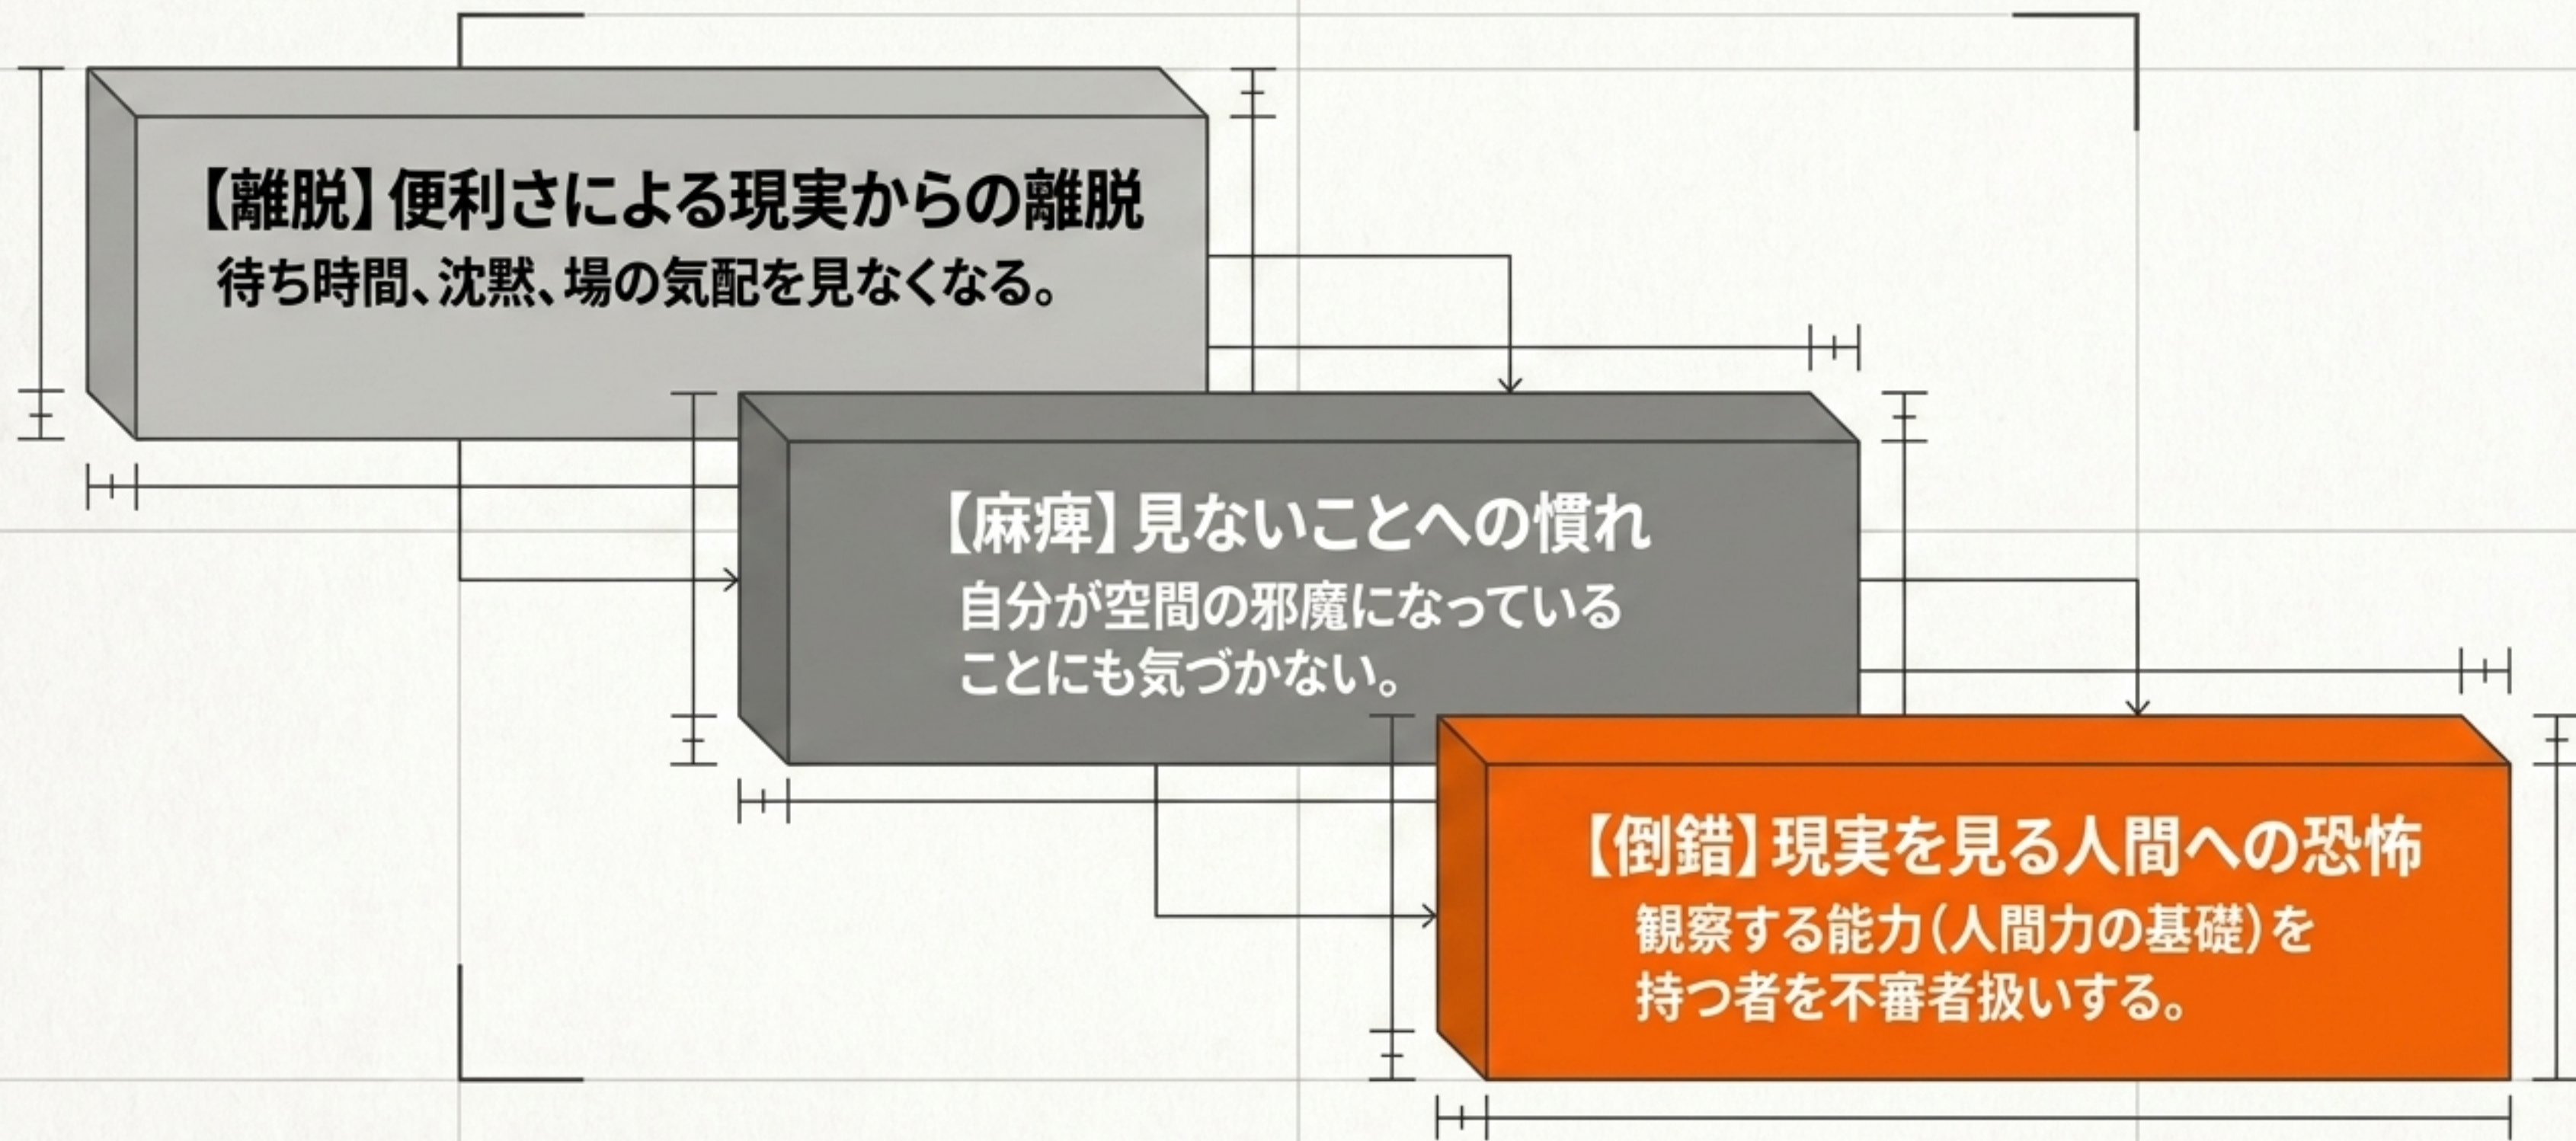 【離脱】便利さによる現実からの離脱
待ち時間、沈黙、場の気配を見なくなる。
【麻痺】見ないことへの慣れ
自分が空間の邪魔になっている
ことにも気づかない。
【倒錯】現実を見る人間への恐怖
観察する能力（人間力の基礎）を
持つ者を不審者扱いする。